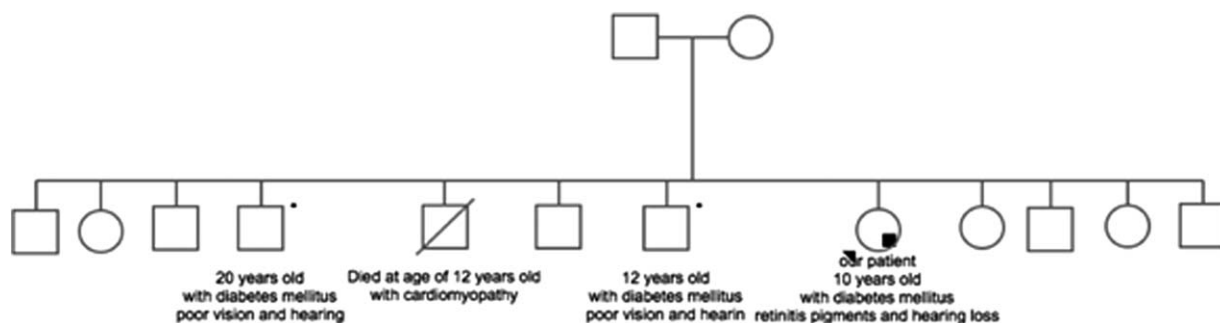 20 years old
with diabetes mellitus
poor vision and hearing
Died at age of 12 years old
with cardiomyopathy
12 years old
with diabetes mellitus
poor vision and hearin
our patient
10 years old
with diabetes mellitus
retinitis pigments and hearing loss